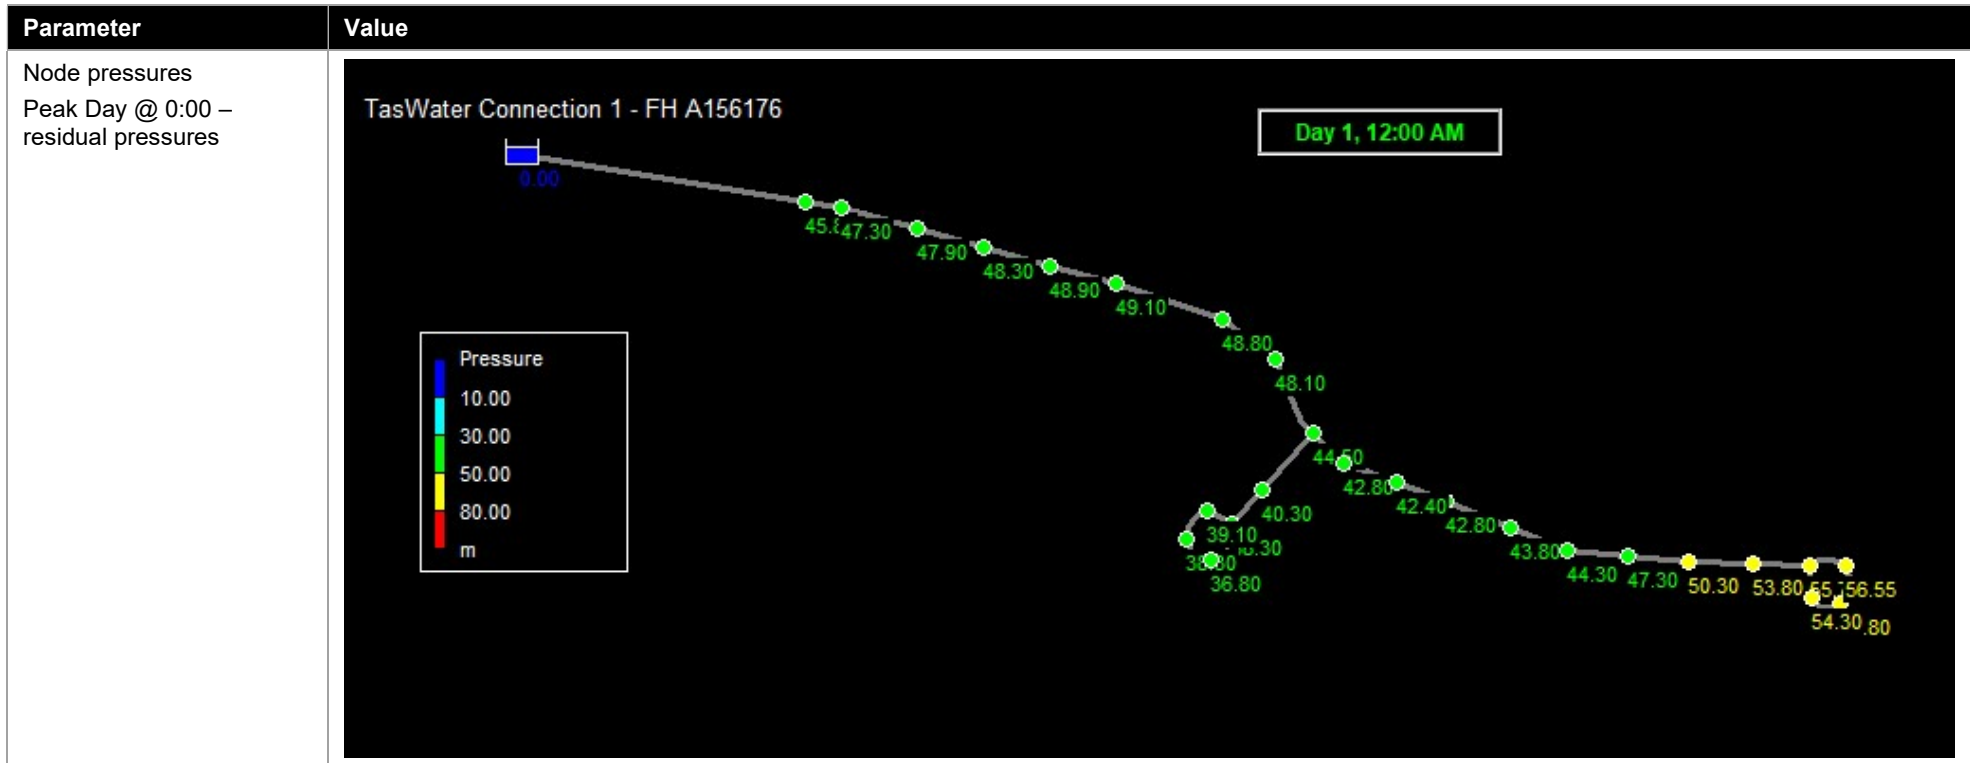 Parameter
Value
Node pressures
Peak Day @ 0:00 –
residual pressures
TasWater Connection 1 - FH A156176
Day 1, 12:00 AM
0.00
47.30
47.90
48.30
48.90
49.10
48.80
48.10
Pressure
10.00
30.00
50.00
80.00
m
42.80
42.40
42.80
43.80
44.30
47.30
50.30
53.80
56.55
54.30
40.30
39.10
36.80